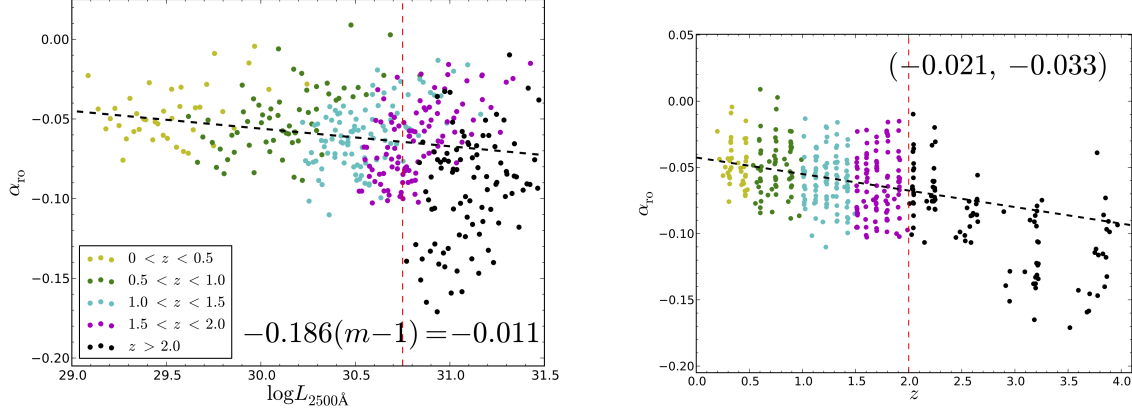 0.00
−0.05
−0.10
−0.15
−0.20
α_ro
0 < z < 0.5
0.5 < z < 1.0
1.0 < z < 1.5
1.5 < z < 2.0
z > 2.0
−0.186(m−1) = −0.011
29.0 29.5 30.0 30.5 31.0 31.5
logL_2500Å
0.05
0.00
−0.05
−0.10
−0.15
−0.20
α_ro
(−0.021, −0.033)
0.0 0.5 1.0 1.5 2.0 2.5 3.0 3.5 4.0
z